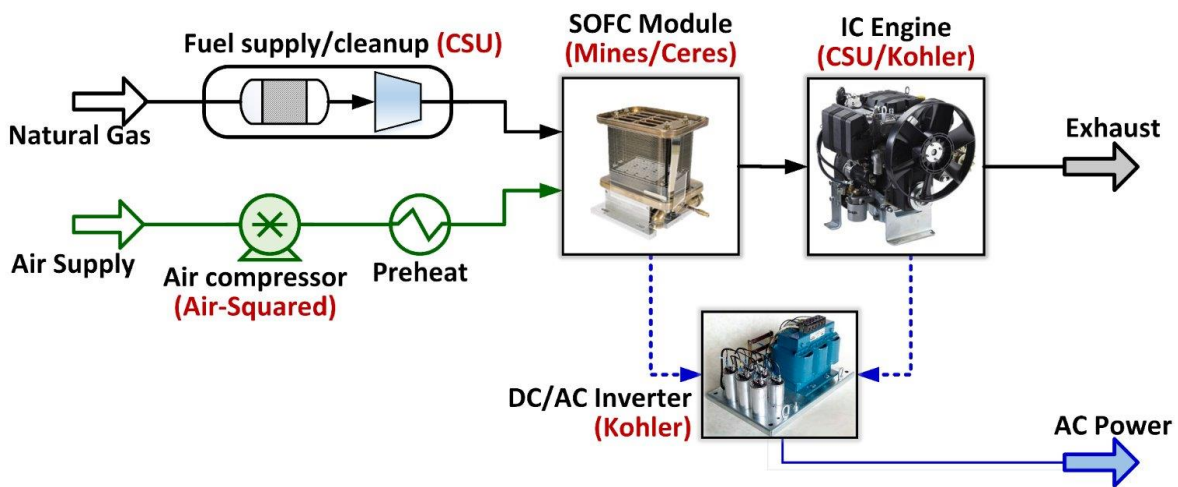 Fuel supply/cleanup (CSU)
SOFC Module
(Mines/Ceres)
IC Engine
(CSU/Kohler)
Natural Gas
Exhaust
Air Supply
Air compressor
(Air-Squared)
Preheat
DC/AC Inverter
(Kohler)
AC Power